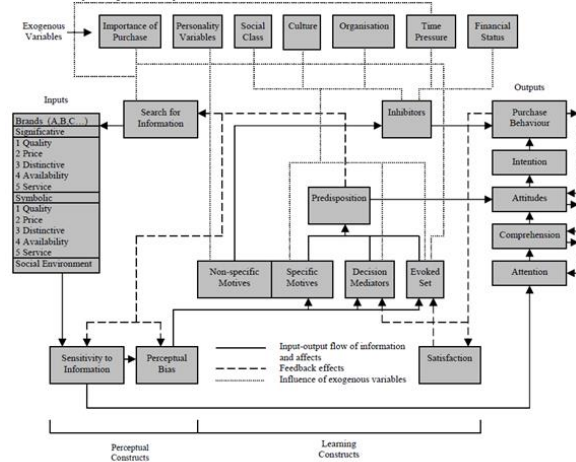 Exogenous
Variables
Importance of
Purchase
Personality
Variables
Social
Class
Culture
Organisation
Time
Pressure
Financial
Status
Inputs
Outputs
Brands (A,B,C...)
Significative
1 Quality
2 Price
3 Distinctive
4 Availability
5 Service
Symbolic
1 Quality
2 Price
3 Distinctive
4 Availability
5 Service
Social Environment
Search for
Information
Inhibitors
Purchase
Behaviour
Intention
Predisposition
Attitudes
Comprehension
Non-specific
Motives
Specific
Motives
Decision
Mediators
Evoked
Set
Attention
Sensitivity to
Information
Perceptual
Bias
Satisfaction
Input-output flow of information
and affects
Feedback effects
Influence of exogenous variables
Perceptual
Constructs
Learning
Constructs